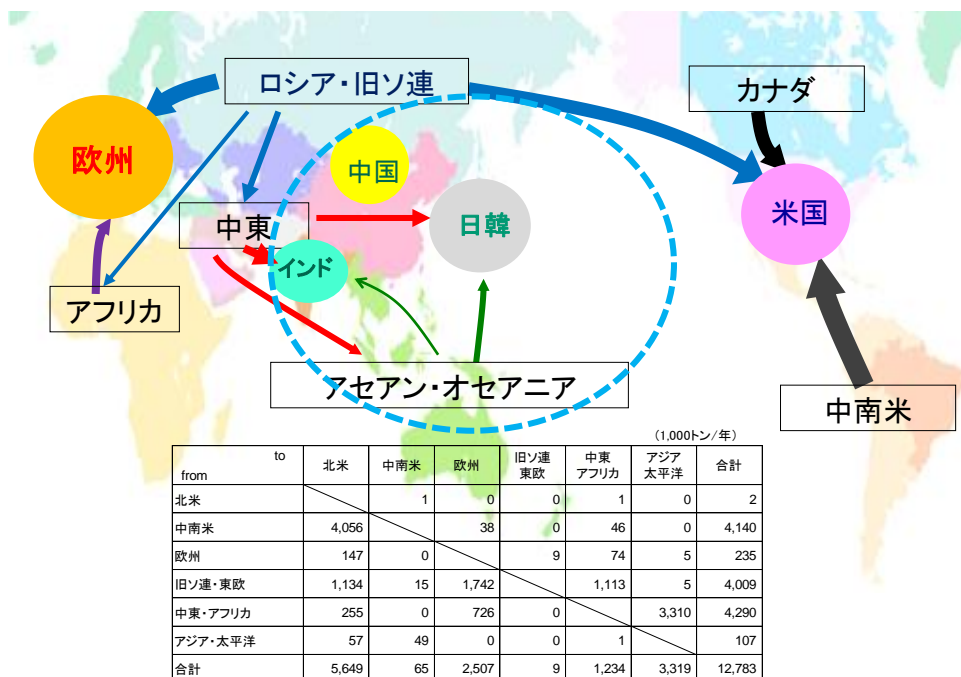 ロシア・旧ソ連
カナダ
欧州
中国
米国
日韓
中東
インド
アフリカ
アセアン・オセアニア
中南米
(1,000トン/年)
to
from 北米 中南米 欧州 旧ソ連 東欧 中東 アフリカ アジア 太平洋 合計
北米 1 0 0 1 0 2
中南米 4,056 38 0 46 0 4,140
欧州 147 0 9 74 5 235
旧ソ連・東欧 1,134 15 1,742 1,113 5 4,009
中東・アフリカ 255 0 726 0 3,310 4,290
アジア・太平洋 57 49 0 0 1 107
合計 5,649 65 2,507 9 1,234 3,319 12,783